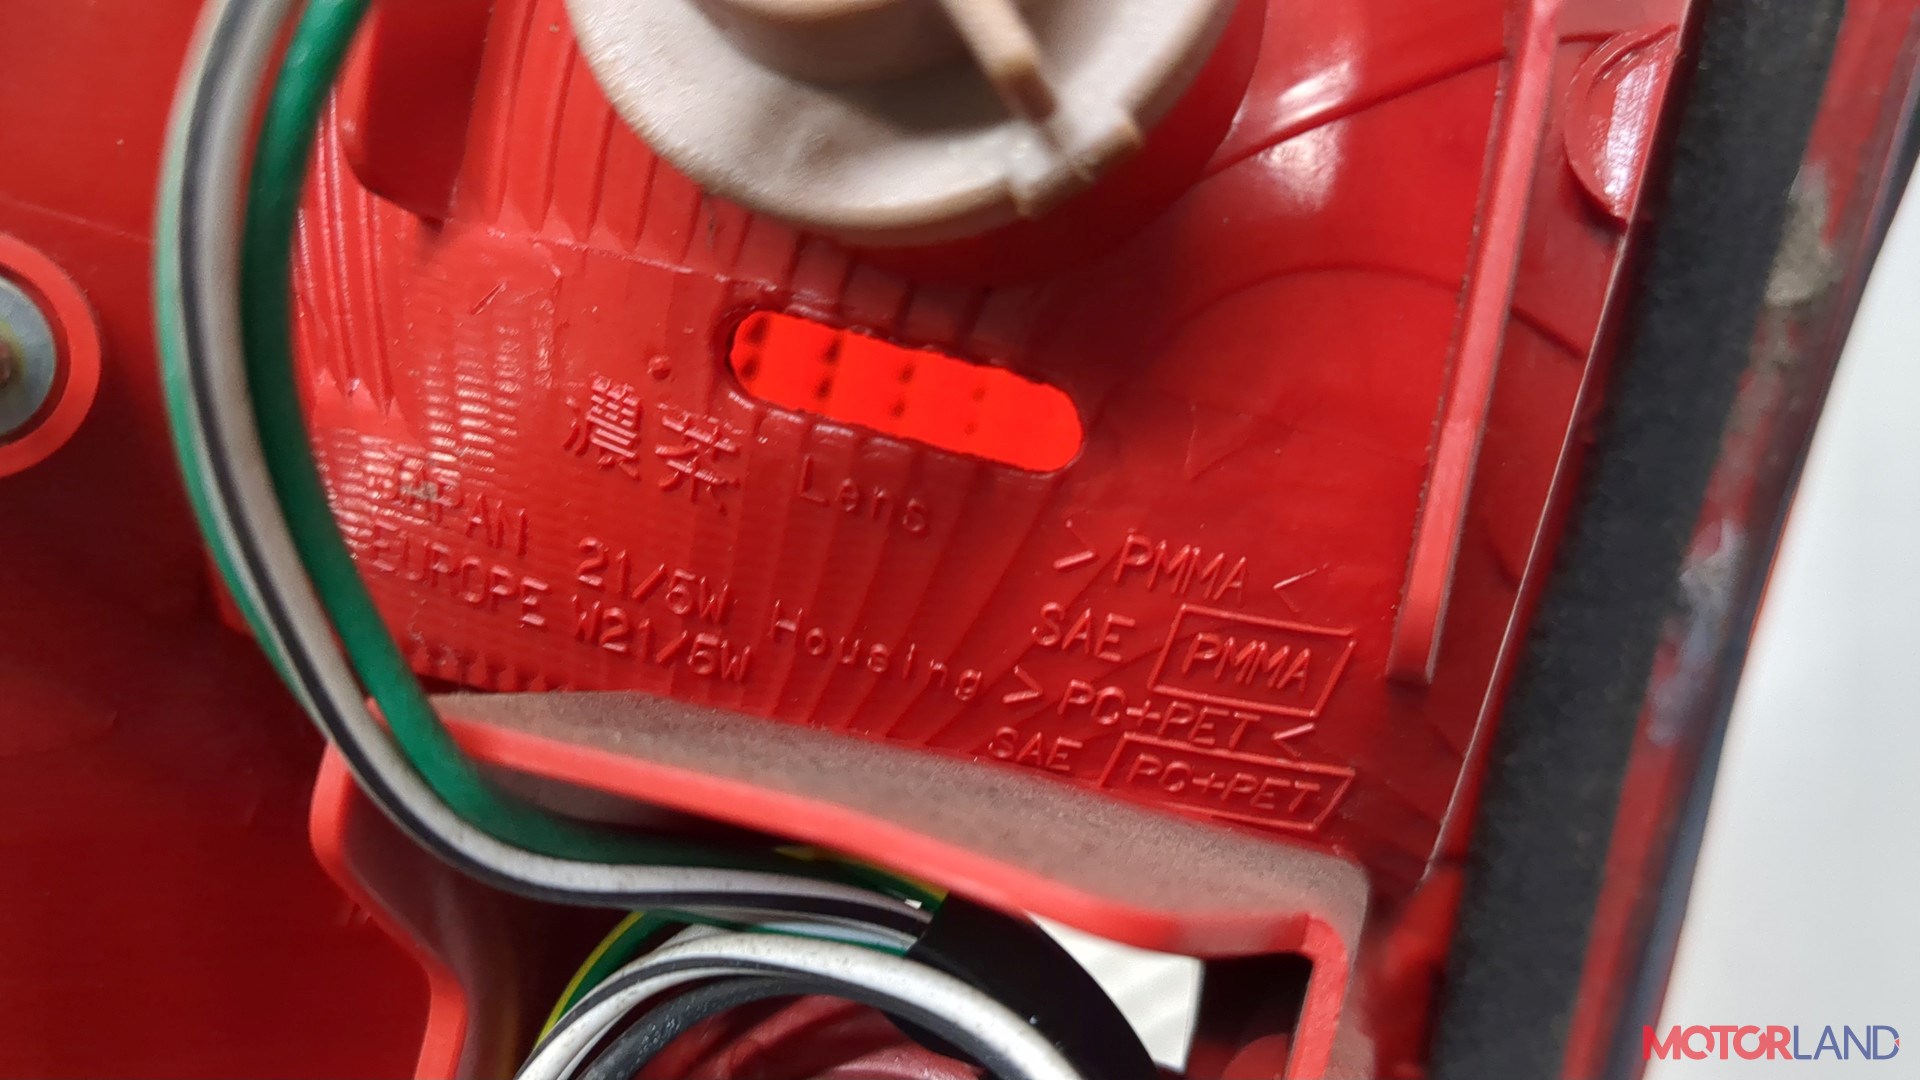 濃茶 Lens
>PMMA<
SAE PMMA
JAPAN 21/5W Housing >PC+PET<
EUROPE W21/5W
SAE PC+PET
MOTORLAND